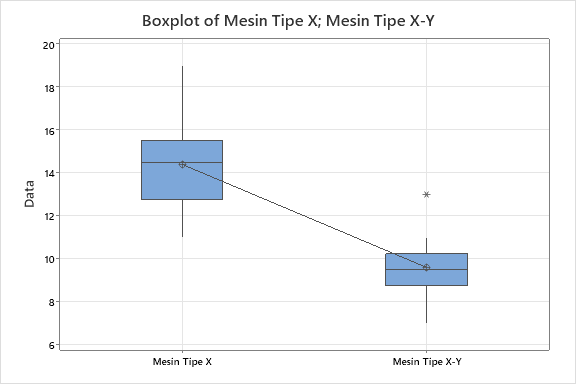 Boxplot of Mesin Tipe X; Mesin Tipe X-Y
20
18
16
14
12
10
8
6
Data
Mesin Tipe X
Mesin Tipe X-Y